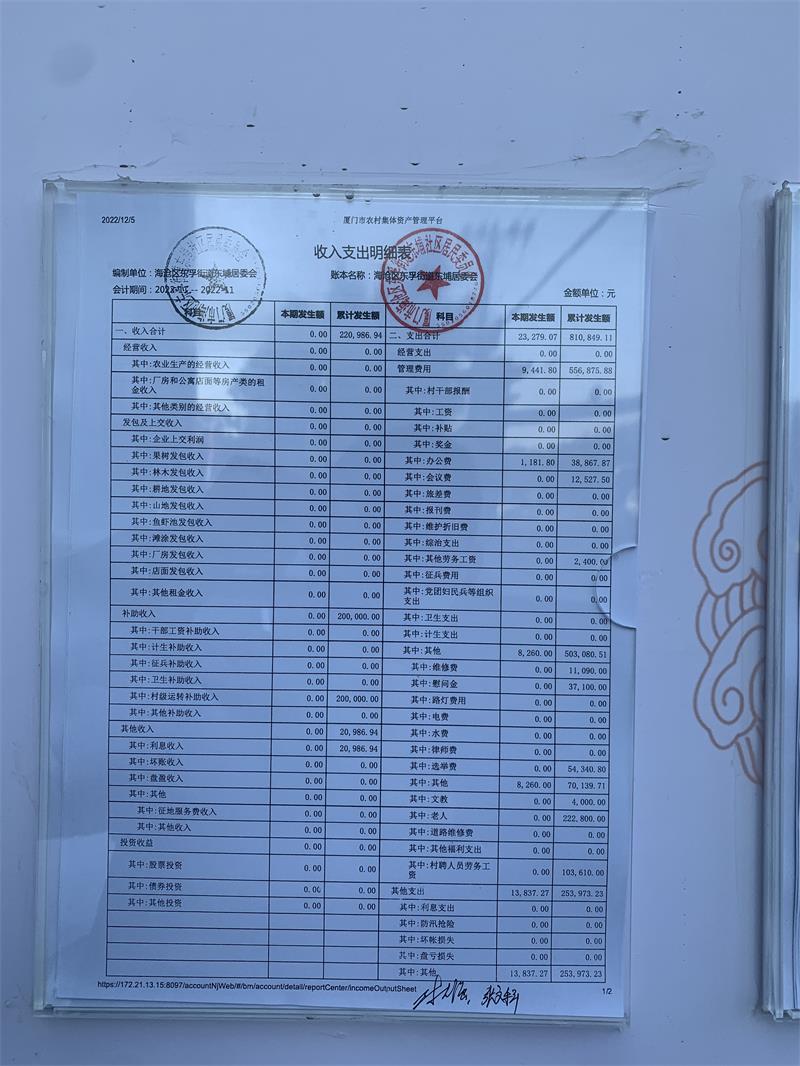 2022/12/5 厦门市农村集体资产管理平台
收入支出明细表
编制单位：海沧区东孚街道东埔居委会 账本名称：海沧区东孚街道东埔居委会
会计期间：2022-11 -- 2022-11 金额单位：元
科目 本期发生额 累计发生额 科目 本期发生额 累计发生额
一、收入合计 0.00 220,986.94 二、支出合计 23,279.07 810,849.11
经营收入 0.00 0.00 经营支出 0.00 0.00
其中:农业生产的经营收入 0.00 0.00 管理费用 9,441.80 556,875.88
其中:厂房和公寓店面等房产类的租金收入 0.00 0.00 其中:村干部报酬 0.00 0.00
其中:其他类别的经营收入 0.00 0.00 其中:工资 0.00 0.00
发包及上交收入 0.00 0.00 其中:补贴 0.00 0.00
其中:企业上交利润 0.00 0.00 其中:奖金 0.00 0.00
其中:果树发包收入 0.00 0.00 其中:办公费 1,181.80 38,867.87
其中:林木发包收入 0.00 0.00 其中:会议费 0.00 12,527.50
其中:耕地发包收入 0.00 0.00 其中:旅差费 0.00 0.00
其中:山地发包收入 0.00 0.00 其中:报刊费 0.00 0.00
其中:鱼虾池发包收入 0.00 0.00 其中:维护折旧费 0.00 0.00
其中:滩涂发包收入 0.00 0.00 其中:综治支出 0.00 0.00
其中:厂房发包收入 0.00 0.00 其中:其他劳务工资 0.00 2,400.00
其中:店面发包收入 0.00 0.00 其中:征兵费用 0.00 0.00
其中:其他租金收入 0.00 0.00 其中:党团妇民兵等组织支出 0.00 0.00
补助收入 0.00 200,000.00 其中:卫生支出 0.00 0.00
其中:干部工资补助收入 0.00 0.00 其中:计生支出 0.00 0.00
其中:计生补助收入 0.00 0.00 其中:其他 8,260.00 503,080.51
其中:征兵补助收入 0.00 0.00 其中:维修费 0.00 11,090.00
其中:卫生补助收入 0.00 0.00 其中:慰问金 0.00 37,100.00
其中:村级运转补助收入 0.00 200,000.00 其中:路灯费用 0.00 0.00
其中:其他补助收入 0.00 0.00 其中:电费 0.00 0.00
其他收入 0.00 20,986.94 其中:水费 0.00 0.00
其中:利息收入 0.00 20,986.94 其中:律师费 0.00 0.00
其中:坏账收入 0.00 0.00 其中:选举费 0.00 54,340.80
其中:盘盈收入 0.00 0.00 其中:其他 8,260.00 70,139.71
其中:其他 0.00 0.00 其中:文教 0.00 4,000.00
其中:征地服务费收入 0.00 0.00 其中:老人 0.00 222,800.00
其中:其他收入 0.00 0.00 其中:道路维修费 0.00 0.00
投资收益 0.00 0.00 其中:其他福利支出 0.00 0.00
其中:股票投资 0.00 0.00 其中:村聘人员劳务工资 0.00 103,610.00
其中:债券投资 0.00 0.00 其他支出 13,837.27 253,973.23
其中:其他投资 0.00 0.00 其中:利息支出 0.00 0.00
其中:防汛抢险 0.00 0.00
其中:坏帐损失 0.00 0.00
其中:盘亏损失 0.00 0.00
其中:其他 13,837.27 253,973.23
https://172.21.13.15:8097/accountNjWeb/#/bm/account/detail/reportCenter/incomeOutputSheet 1/2